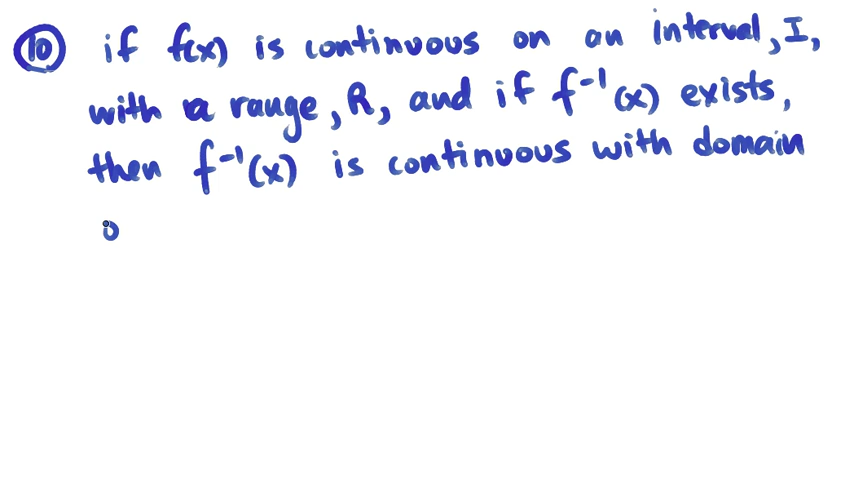 ⑩ if f(x) is continuous on an interval, I,
with a range, R, and if f⁻¹(x) exists,
then f⁻¹(x) is continuous with domain
o